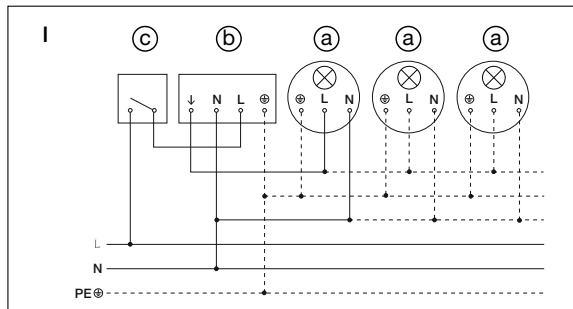 I c b a a a
↓ N L ⏚ ⏚ L N ⏚ L N ⏚ L N
L
N
PE⏚